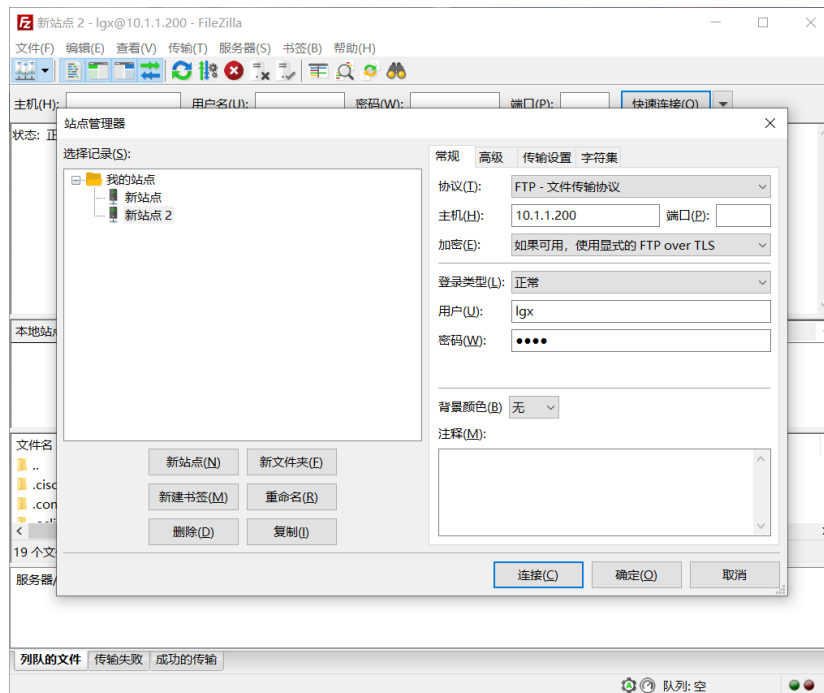 新站点 2 - lgx@10.1.1.200 - FileZilla
文件(F) 编辑(E) 查看(V) 传输(T) 服务器(S) 书签(B) 帮助(H)
主机(H): 用户名(U): 密码(W): 端口(P): 快速连接(Q)
状态:
站点管理器
选择记录(S):
我的站点
新站点
新站点 2
新站点(N) 新文件夹(F)
新建书签(M) 重命名(R)
删除(D) 复制(I)
常规 高级 传输设置 字符集
协议(T): FTP - 文件传输协议
主机(H): 10.1.1.200 端口(P):
加密(E): 如果可用，使用显式的 FTP over TLS
登录类型(L): 正常
用户(U): lgx
密码(W): ●●●●
背景颜色(B) 无
注释(M):
连接(C) 确定(O) 取消
本地站点
文件名
..
.cisc
.con
19 个文
服务器/
列队的文件 传输失败 成功的传输
队列: 空